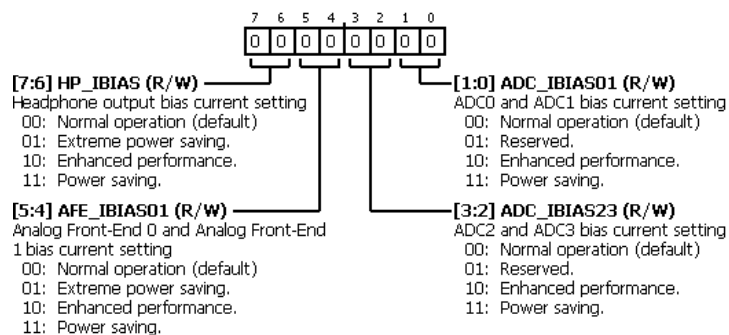 7 6 5 4 3 2 1 0
0 0 0 0 0 0 0 0
[7:6] HP_IBIAS (R/W)
Headphone output bias current setting
00: Normal operation (default)
01: Extreme power saving.
10: Enhanced performance.
11: Power saving.
[5:4] AFE_IBIAS01 (R/W)
Analog Front-End 0 and Analog Front-End
1 bias current setting
00: Normal operation (default)
01: Extreme power saving.
10: Enhanced performance.
11: Power saving.
[1:0] ADC_IBIAS01 (R/W)
ADC0 and ADC1 bias current setting
00: Normal operation (default)
01: Reserved.
10: Enhanced performance.
11: Power saving.
[3:2] ADC_IBIAS23 (R/W)
ADC2 and ADC3 bias current setting
00: Normal operation (default)
01: Reserved.
10: Enhanced performance.
11: Power saving.